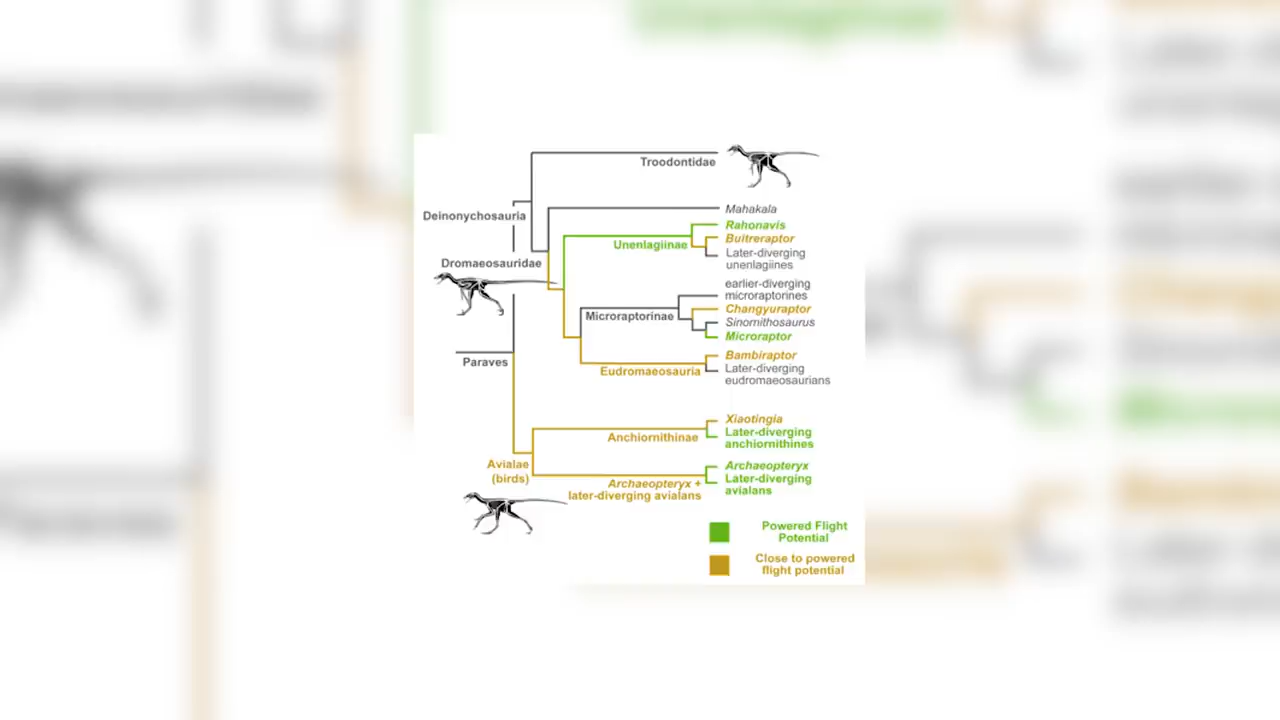 Troodontidae
Deinonychosauria
Mahakala
Rahonavis
Unenlagiinae
Buitreraptor
Later-diverging
unenlagiines
Dromaeosauridae
earlier-diverging
microraptorines
Changyuraptor
Microraptorinae
Sinornithosaurus
Microraptor
Paraves
Bambiraptor
Eudromaeosauria
Later-diverging
eudromaeosaurians
Xiaotingia
Anchiornithinae
Later-diverging
anchiornithines
Avialae
(birds)
Archaeopteryx
Archaeopteryx +
later-diverging avialans
Later-diverging
avialans
Powered Flight
Potential
Close to powered
flight potential